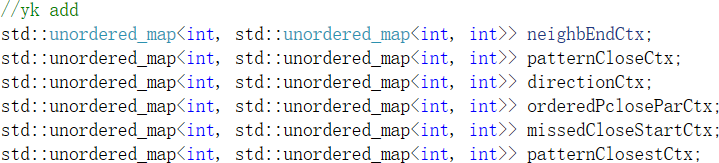 //yk add
std::unordered_map<int, std::unordered_map<int, int>> neighbEndCtx;
std::unordered_map<int, std::unordered_map<int, int>> patternCloseCtx;
std::unordered_map<int, std::unordered_map<int, int>> directionCtx;
std::unordered_map<int, std::unordered_map<int, int>> orderedPcloseParCtx;
std::unordered_map<int, std::unordered_map<int, int>> missedCloseStartCtx;
std::unordered_map<int, std::unordered_map<int, int>> patternClosestCtx;